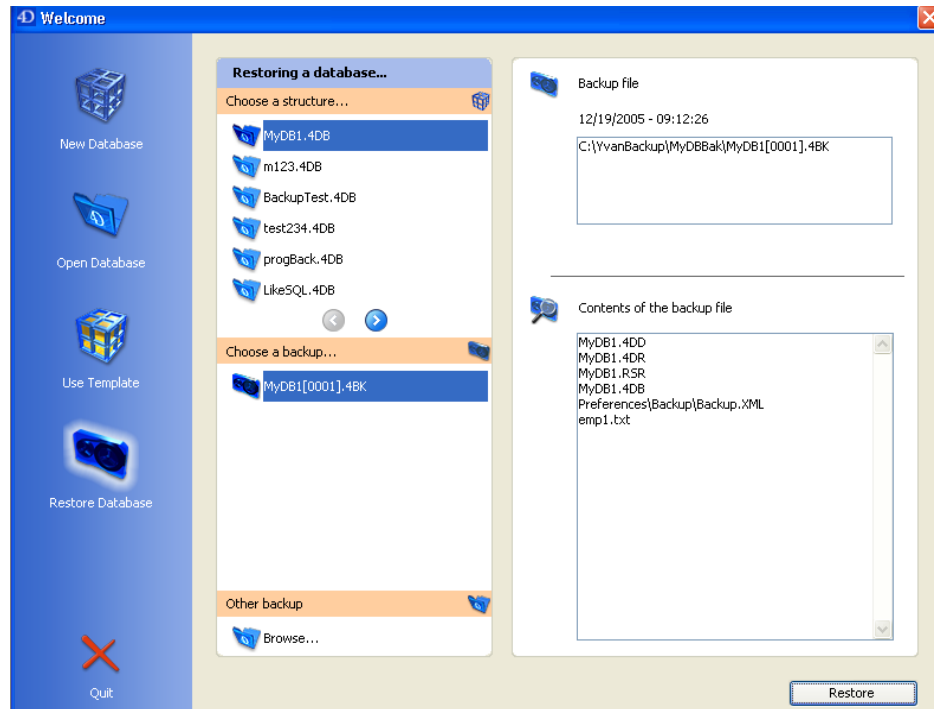 4D Welcome
New Database
Open Database
Use Template
Restore Database
Quit
Restoring a database...
Choose a structure...
MyDB1.4DB
m123.4DB
BackupTest.4DB
test234.4DB
progBack.4DB
LikeSQL.4DB
Choose a backup...
MyDB1[0001].4BK
Other backup
Browse...
Backup file
12/19/2005 - 09:12:26
C:\YvanBackup\MyDBBak\MyDB1[0001].4BK
Contents of the backup file
MyDB1.4DD
MyDB1.4DR
MyDB1.RSR
MyDB1.4DB
Preferences\Backup\Backup.XML
emp1.txt
Restore